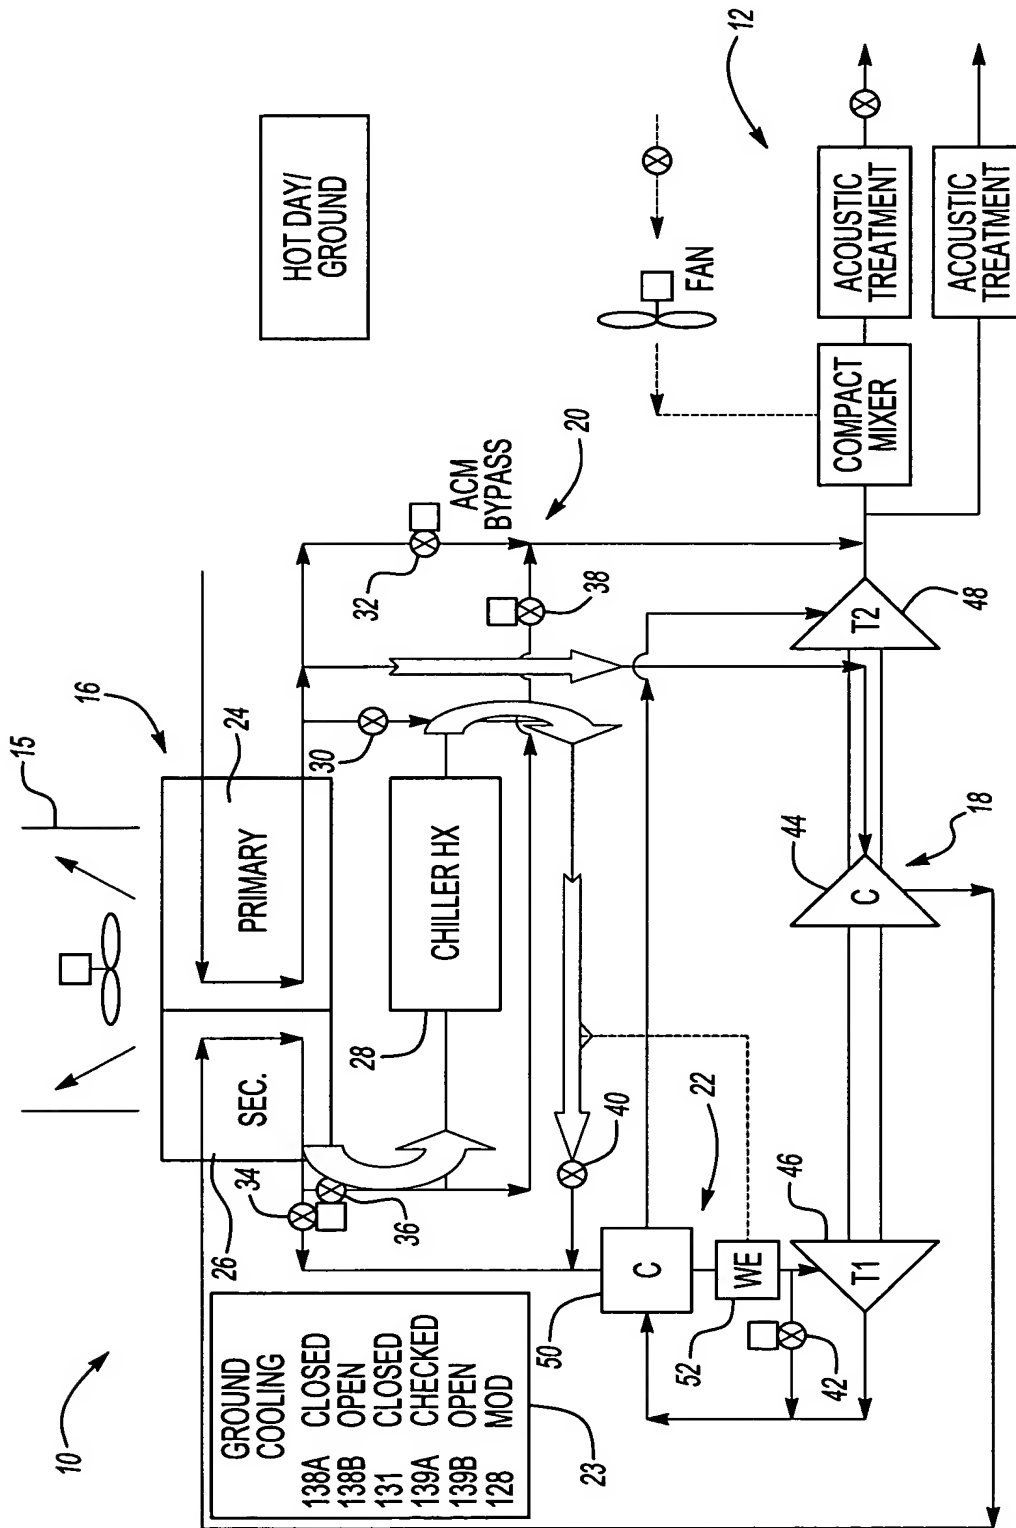 10
15
16
12
GROUND
COOLING
138A CLOSED
138B OPEN
131 CLOSED
139A CHECKED
139B OPEN
128 MOD
23
26
34
36
SEC.
PRIMARY
24
30
32
HOT DAY/
GROUND
CHILLER HX
28
ACM
BYPASS
20
38
40
50
C
22
52
WE
42
46
T1
44
C
18
T2
48
FAN
COMPACT
MIXER
ACOUSTIC
TREATMENT
ACOUSTIC
TREATMENT